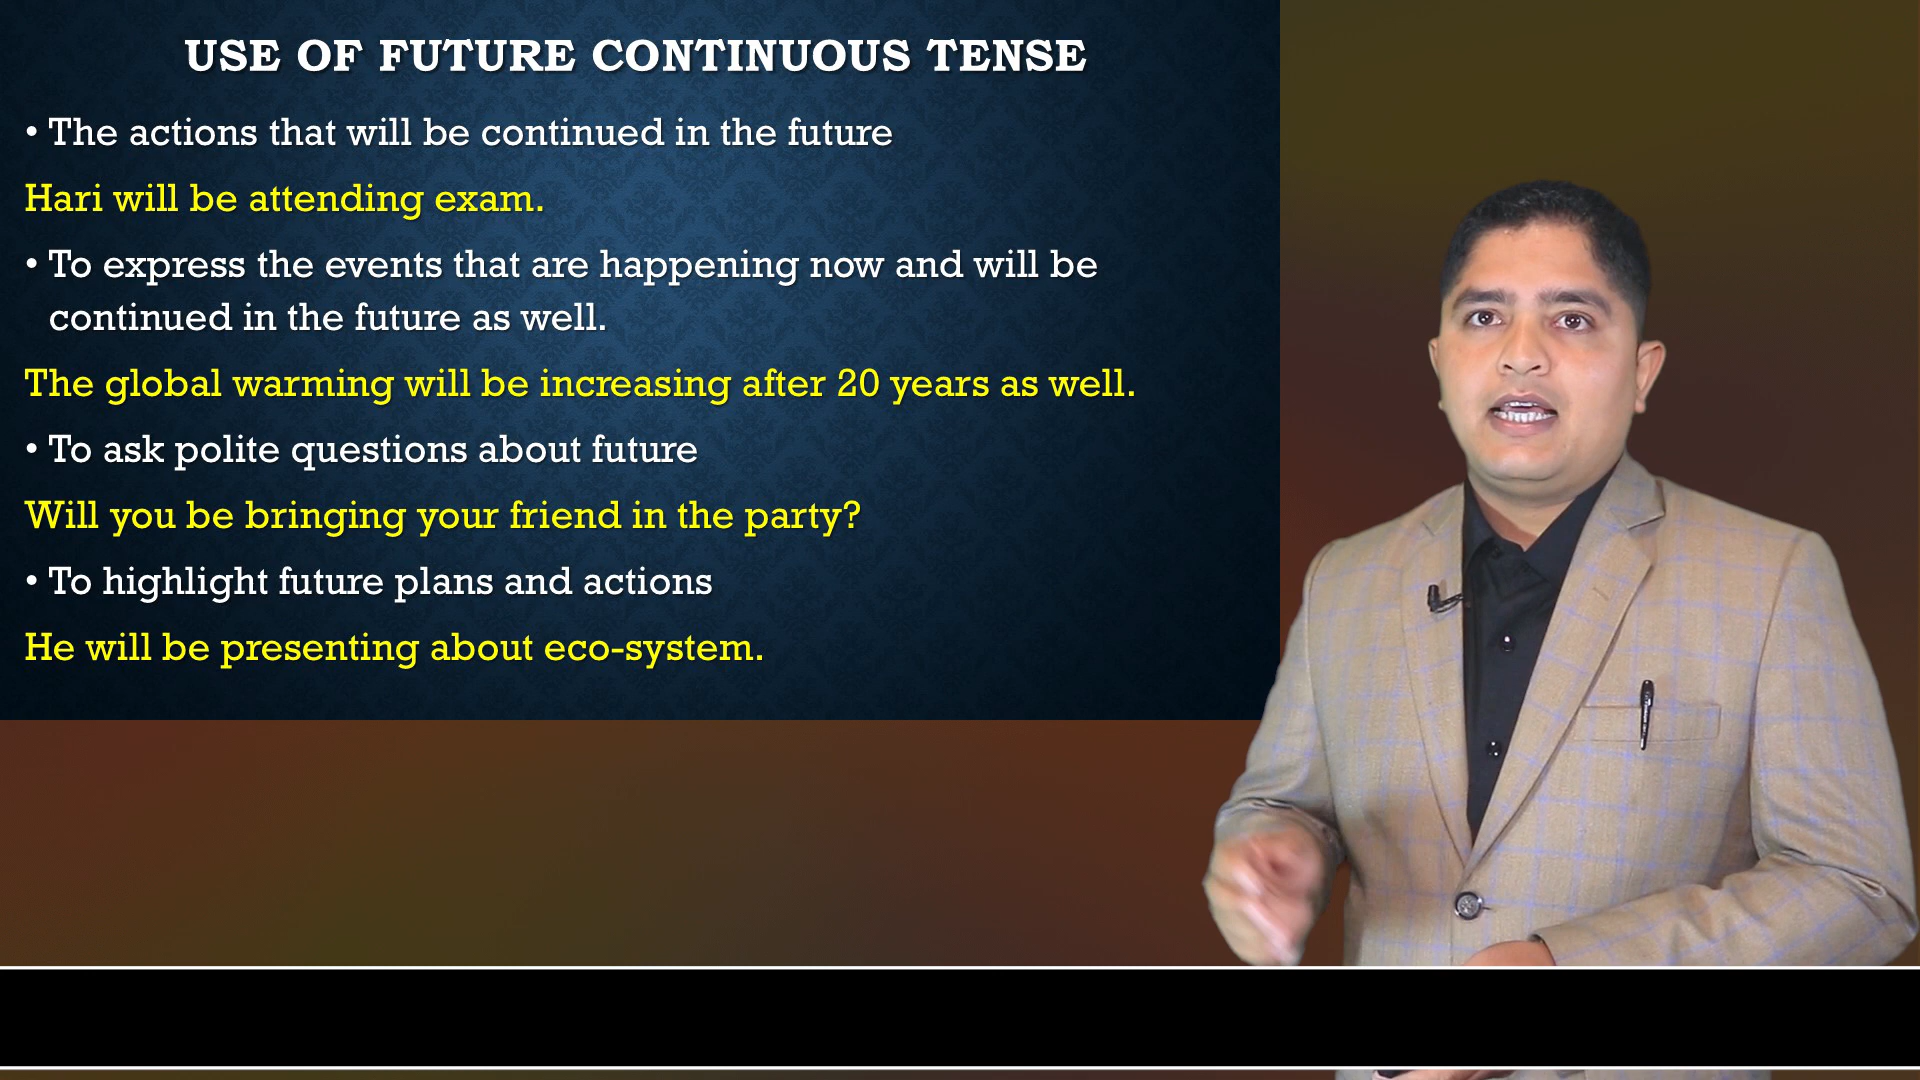 USE OF FUTURE CONTINUOUS TENSE
• The actions that will be continued in the future
Hari will be attending exam.
• To express the events that are happening now and will be
continued in the future as well.
The global warming will be increasing after 20 years as well.
• To ask polite questions about future
Will you be bringing your friend in the party?
• To highlight future plans and actions
He will be presenting about eco-system.